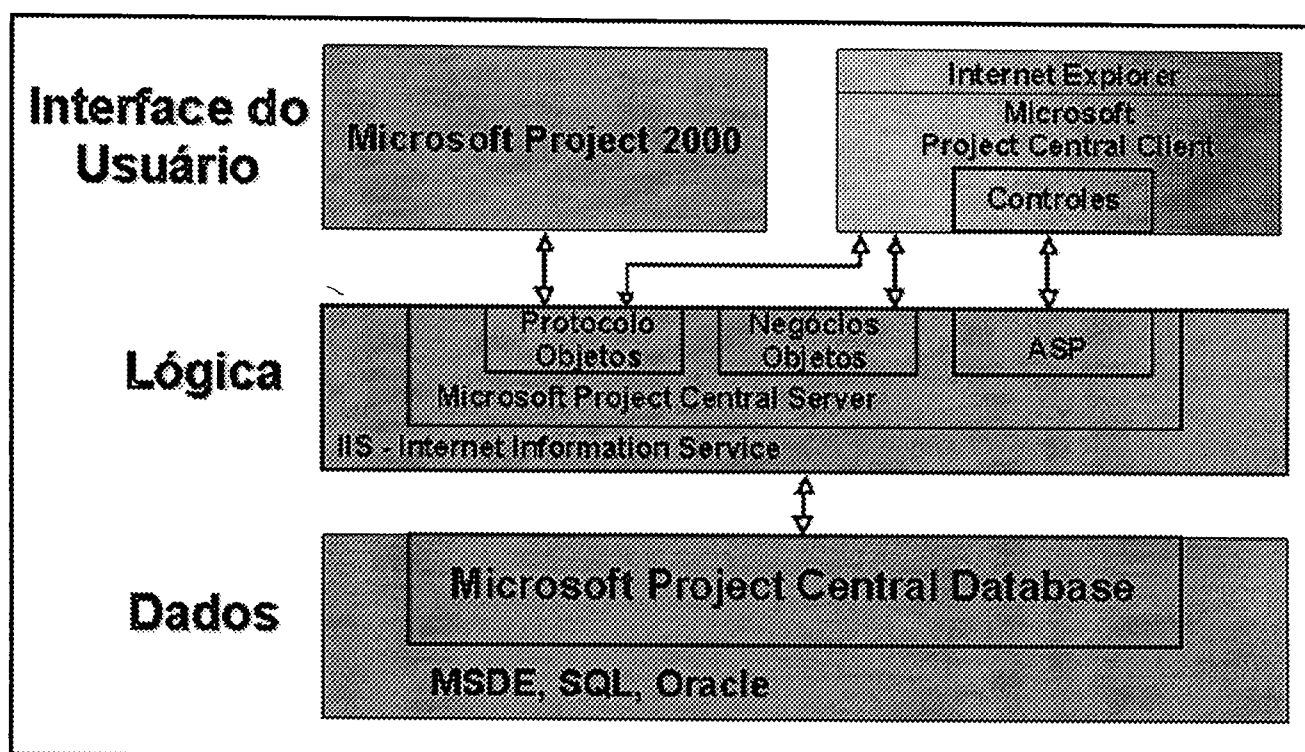 Interface do
Usuário
Microsoft Project 2000
Internet Explorer
Microsoft
Project Central Client
Controles
Lógica
Protocolo
Objetos
Negócios
Objetos
ASP
Microsoft Project Central Server
IIS - Internet Information Service
Dados
Microsoft Project Central Database
MSDE, SQL, Oracle